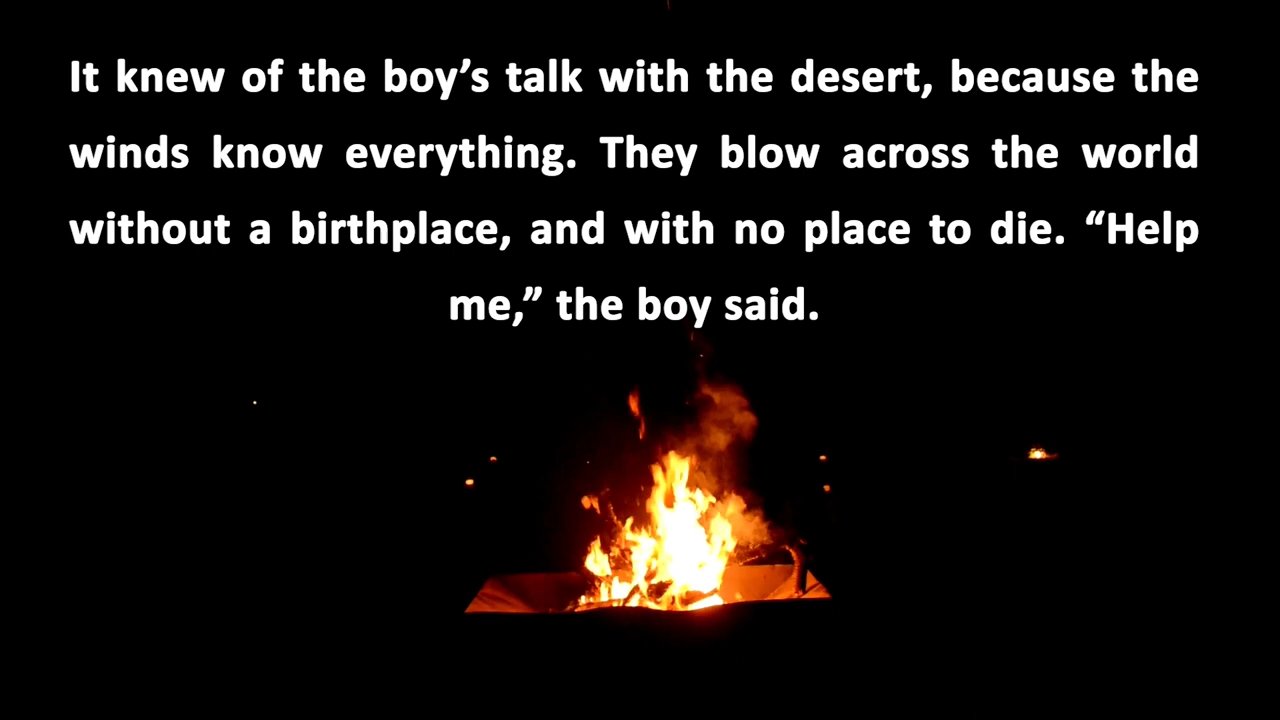 It knew of the boy’s talk with the desert, because the
winds know everything. They blow across the world
without a birthplace, and with no place to die. “Help
me,” the boy said.